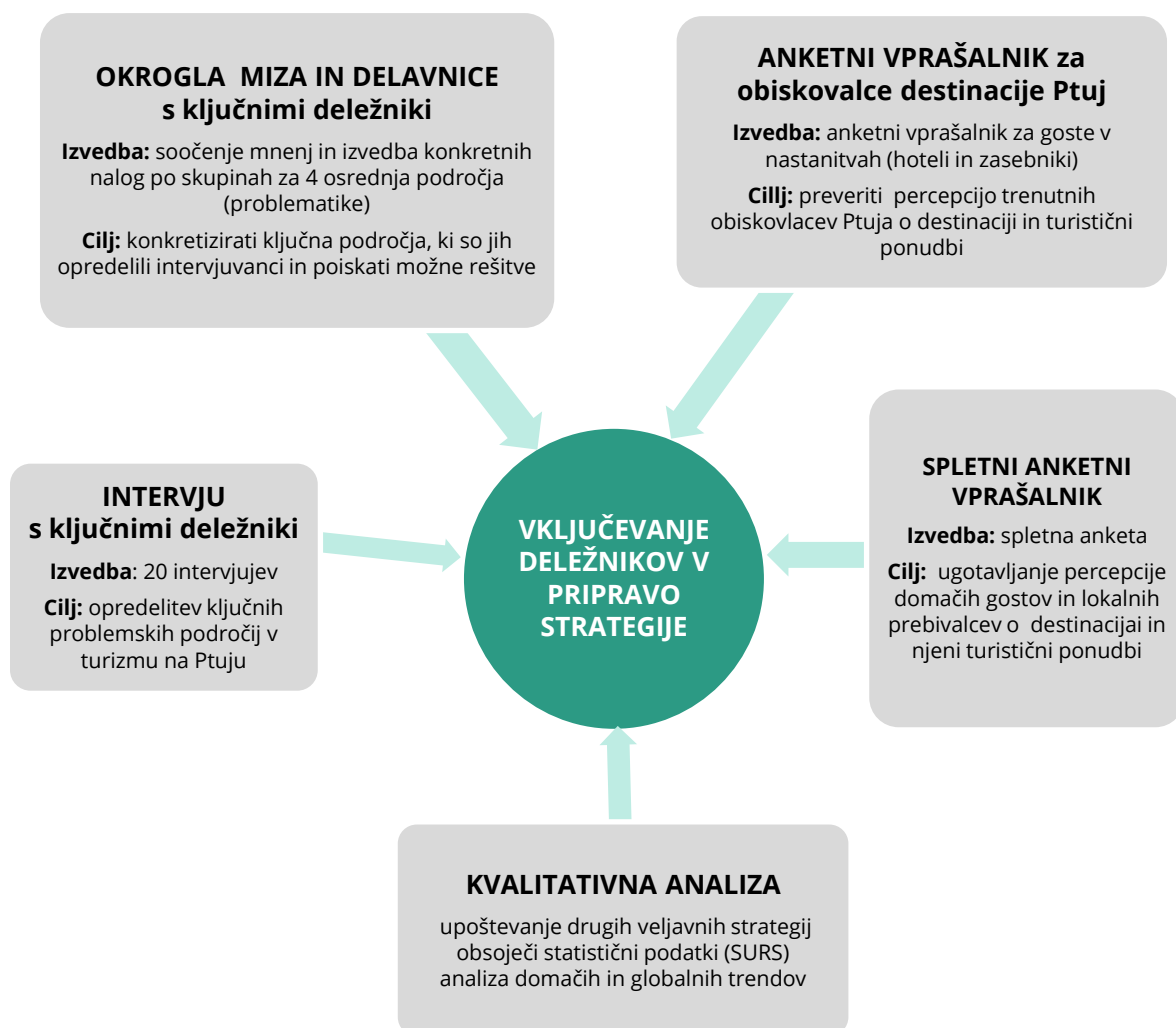 OKROGLA MIZA IN DELAVNICE
s ključnimi deležniki
Izvedba: soočenje mnenj in izvedba konkretnih
nalog po skupinah za 4 osrednja področja
(problematike)
Cilj: konkretizirati ključna področja, ki so jih
opredelili intervjuvanci in poiskati možne rešitve
ANKETNI VPRAŠALNIK za
obiskovalce destinacije Ptuj
Izvedba: anketni vprašalnik za goste v
nastanitvah (hoteli in zasebniki)
Cillj: preveriti percepcijo trenutnih
obiskovlacev Ptuja o destinaciji in turistični
ponudbi
INTERVJU
s ključnimi deležniki
Izvedba: 20 intervjujev
Cilj: opredelitev ključnih
problemskih področij v
turizmu na Ptuju
VKLJUČEVANJE
DELEŽNIKOV V
PRIPRAVO
STRATEGIJE
SPLETNI ANKETNI
VPRAŠALNIK
Izvedba: spletna anketa
Cilj: ugotavljanje percepcije
domačih gostov in lokalnih
prebivalcev o destinacijai in
njeni turistični ponudbi
KVALITATIVNA ANALIZA
upoštevanje drugih veljavnih strategij
obsoječi statistični podatki (SURS)
analiza domačih in globalnih trendov